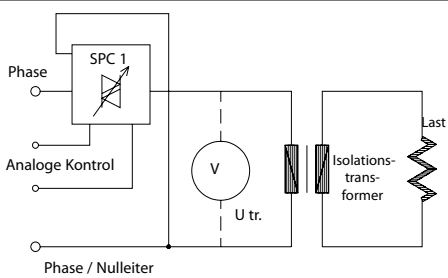 SPC 1
Phase
Analoge Kontrol
V
U tr.
Isolations-
trans-
former
Last
Phase / Nulleiter